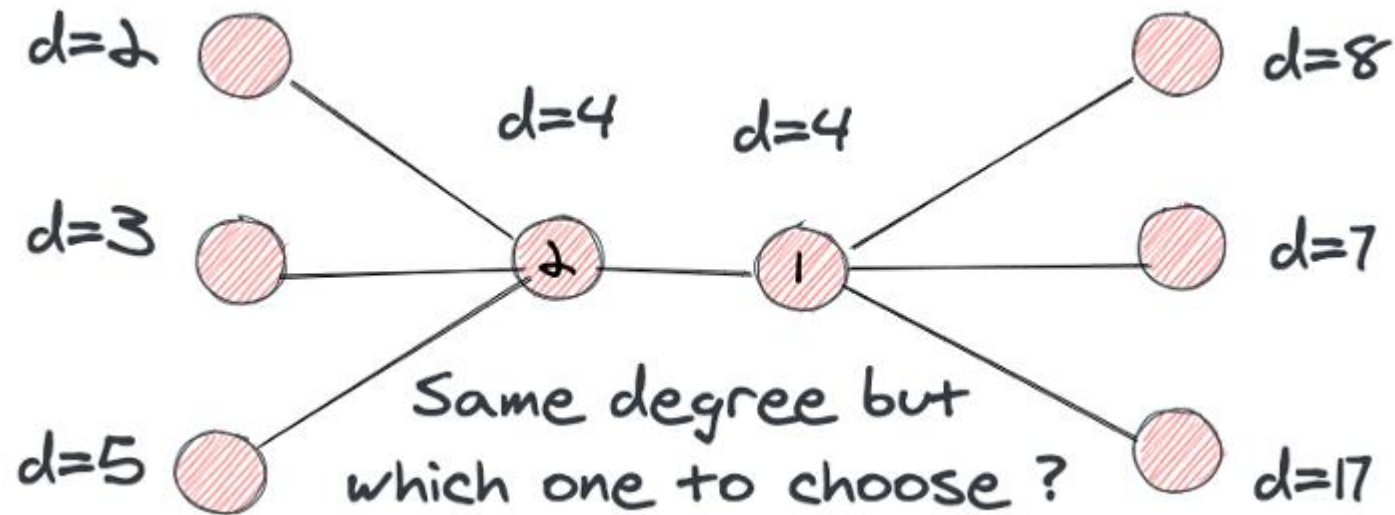 d=2
d=8
d=4
d=4
d=3
d=7
2
1
Same degree but
which one to choose ?
d=5
d=17